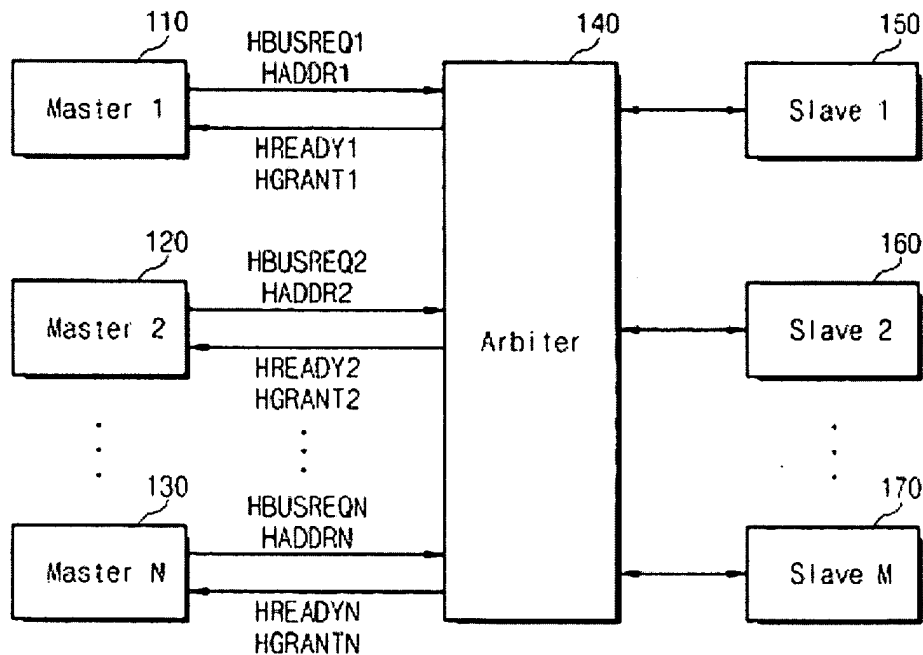 110
HBUSREQ1
HADDR1
Master 1
HREADY1
HGRANT1
140
Arbiter
150
Slave 1
120
HBUSREQ2
HADDR2
Master 2
HREADY2
HGRANT2
160
Slave 2
130
HBUSREQN
HADDRN
Master N
HREADYN
HGRANTN
170
Slave M